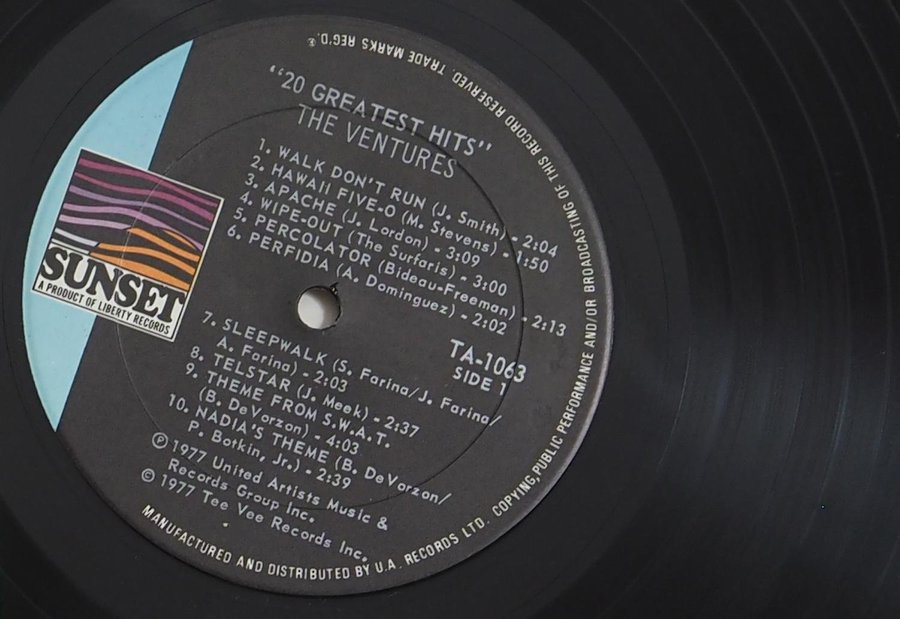 "20 GREATEST HITS"
THE VENTURES
1. WALK DON'T RUN (J. Smith) - 2:04
2. HAWAII FIVE-O (M. Stevens) - 1:50
3. APACHE (J. Lordon) - 3:09
4. WIPE-OUT (The Surfaris) - 3:00
5. PERCOLATOR (Bideau-Freeman) - 2:13
6. PERFIDIA (A. Dominguez) - 2:02
SUNSET
A PRODUCT OF LIBERTY RECORDS
TA-1063
SIDE 1
7. SLEEPWALK (S. Farina/J. Farina/
A. Farina) - 2:03
8. TELSTAR (J. Meek) - 2:37
9. THEME FROM S.W.A.T.
(B. DeVorzon) - 4:03
10. NADIA'S THEME (B. DeVorzon/
P. Botkin, Jr.) - 2:39
℗ 1977 United Artists Music &
Records Group Inc.
© 1977 Tee Vee Records Inc.
MANUFACTURED AND DISTRIBUTED BY U.A. RECORDS LTD. COPYING, PUBLIC PERFORMANCE AND/OR BROADCASTING OF THIS RECORD RESERVED. TRADE MARKS REG'D. ®